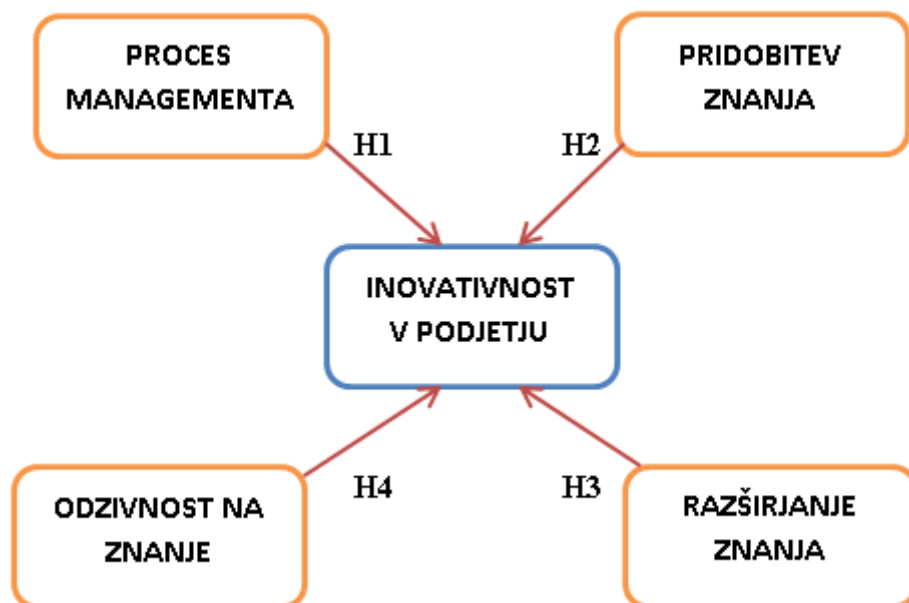 PROCES
MANAGEMENTA
PRIDOBITEV
ZNANJA
H1
H2
INOVATIVNOST
V PODJETJU
H4
H3
ODZIVNOST NA
ZNANJE
RAZŠIRJANJE
ZNANJA